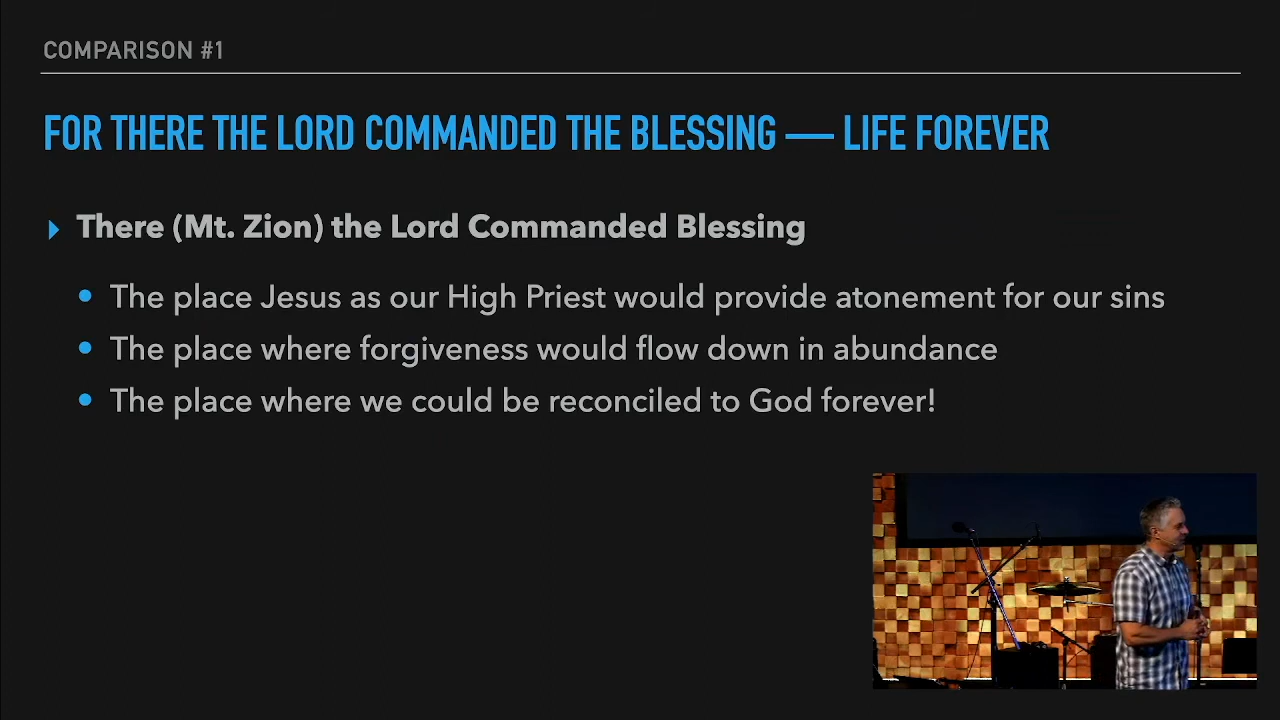 COMPARISON #1
FOR THERE THE LORD COMMANDED THE BLESSING — LIFE FOREVER
There (Mt. Zion) the Lord Commanded Blessing
The place Jesus as our High Priest would provide atonement for our sins
The place where forgiveness would flow down in abundance
The place where we could be reconciled to God forever!